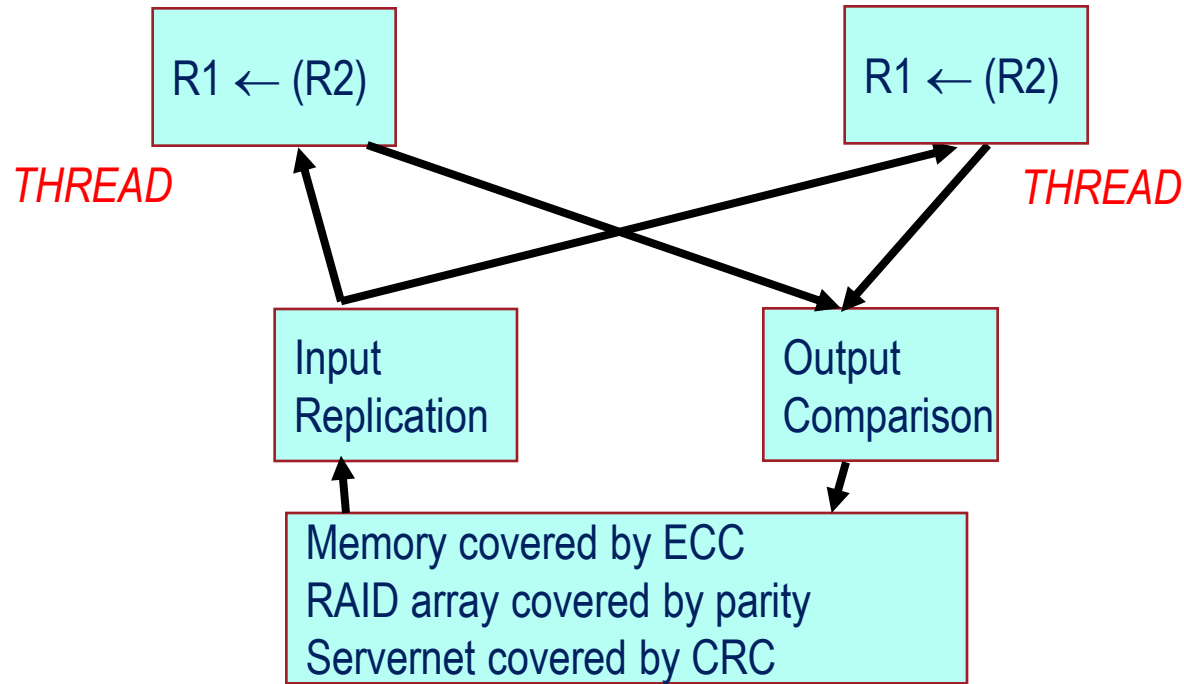 R1 ← (R2)
R1 ← (R2)
THREAD
THREAD
Input
Replication
Output
Comparison
Memory covered by ECC
RAID array covered by parity
Servernet covered by CRC